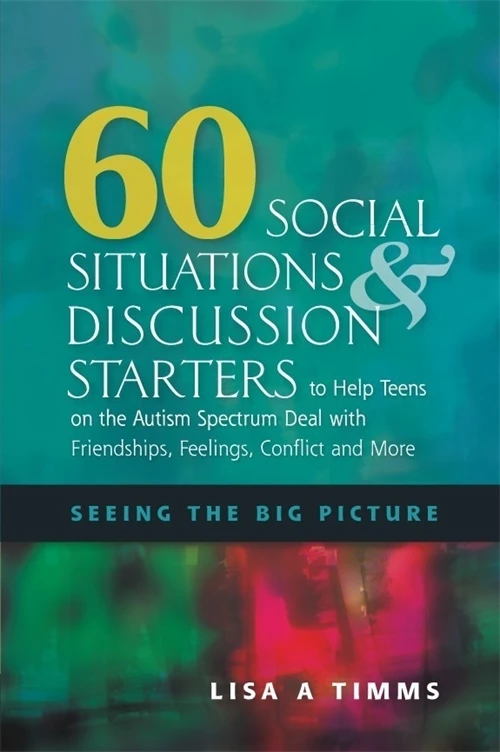 60 SOCIAL
SITUATIONS &
DISCUSSION
STARTERS to Help Teens
on the Autism Spectrum Deal with
Friendships, Feelings, Conflict and More
SEEING THE BIG PICTURE
LISA A TIMMS